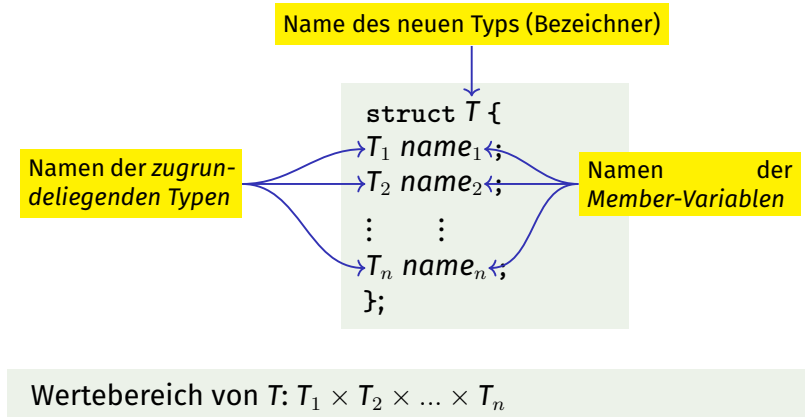 Name des neuen Typs (Bezeichner)
struct T {
T₁ name₁ ;
Namen der zugrun-
deliegenden Typen
T₂ name₂ ;
Namen der
Member-Variablen
⋮ ⋮
Tₙ nameₙ ;
};
Wertebereich von T: T₁ × T₂ × ... × Tₙ